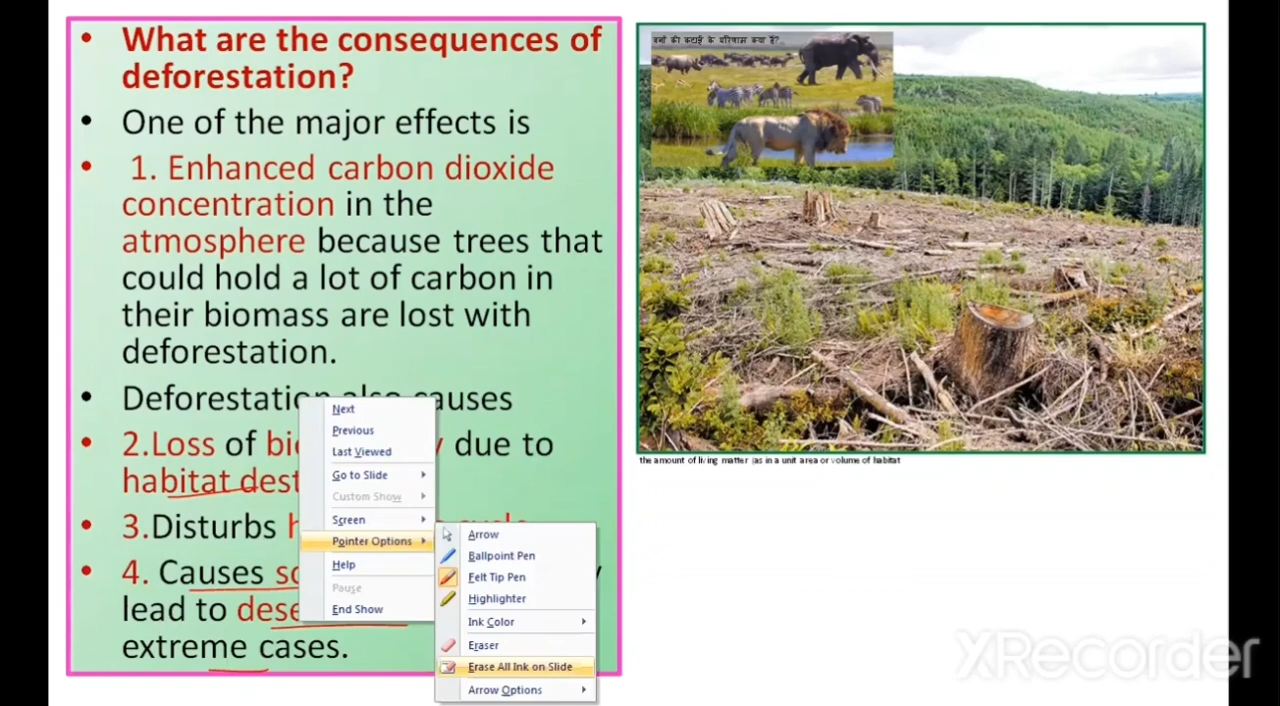 What are the consequences of
deforestation?
One of the major effects is
1. Enhanced carbon dioxide
concentration in the
atmosphere because trees that
could hold a lot of carbon in
their biomass are lost with
deforestation.
Deforestation also causes
2.Loss of due to
habitat
3.Disturbs
4. Causes
lead to
extreme cases.
Next
Previous
Last Viewed
Go to Slide
Custom Show
Screen
Pointer Options
Help
Pause
End Show
Arrow
Ballpoint Pen
Felt Tip Pen
Highlighter
Ink Color
Eraser
Erase All Ink on Slide
Arrow Options
वनों की कटाई के परिणाम क्या हैं?
the amount of living matter (as in a unit area or volume of habitat
XRecorder